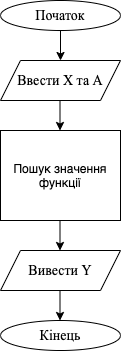 Початок
Ввести X та A
Пошук значення
функції
Вивести Y
Кінець